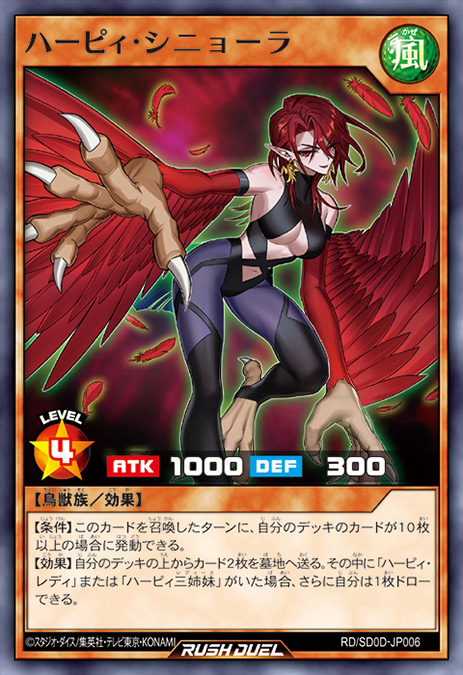 ハーピィ・シニョーラ
かぜ
風
LEVEL
4
ATK 1000 DEF 300
【鳥獣族／効果】
【条件】このカードを召喚したターンに、自分のデッキのカードが10枚
以上の場合に発動できる。
【効果】自分のデッキの上からカード2枚を墓地へ送る。その中に「ハーピィ・
レディ」または「ハーピィ三姉妹」がいた場合、さらに自分は1枚ドロー
できる。
©スタジオ・ダイス/集英社・テレビ東京・KONAMI
RUSH DUEL
RD/SD0D-JP006